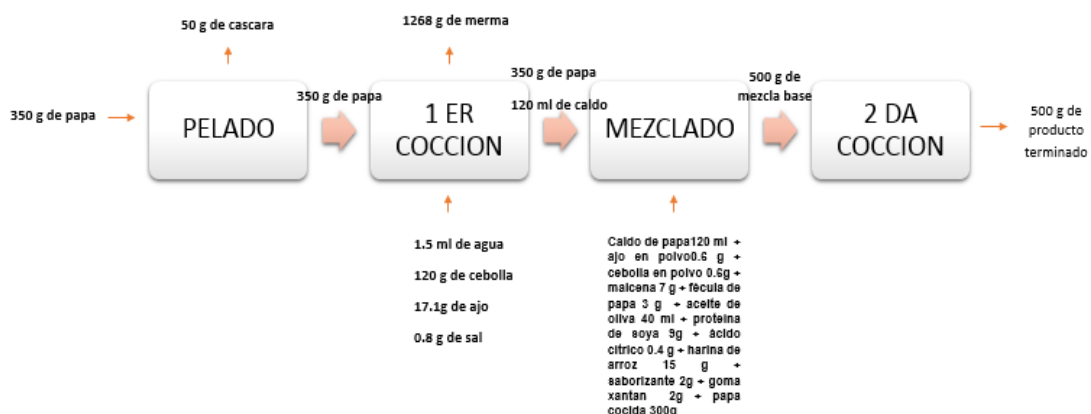 50 g de cascara
1268 g de merma
350 g de papa
PELADO
350 g de papa
1 ER
COCCION
350 g de papa
120 ml de caldo
MEZCLADO
500 g de
mezcla base
2 DA
COCCION
500 g de
producto
terminado
1.5 ml de agua
120 g de cebolla
17.1g de ajo
0.8 g de sal
Caldo de papa120 ml +
ajo en polvo0.6 g +
cebolla en polvo 0.6g+
maicena 7 g + fécula de
papa 3 g + aceite de
oliva 40 ml + proteina
de soya 9g + ácido
cítrico 0.4 g + harina de
arroz 15 g +
saborizante 2g + goma
xantan 2g + papa
cocida 300g